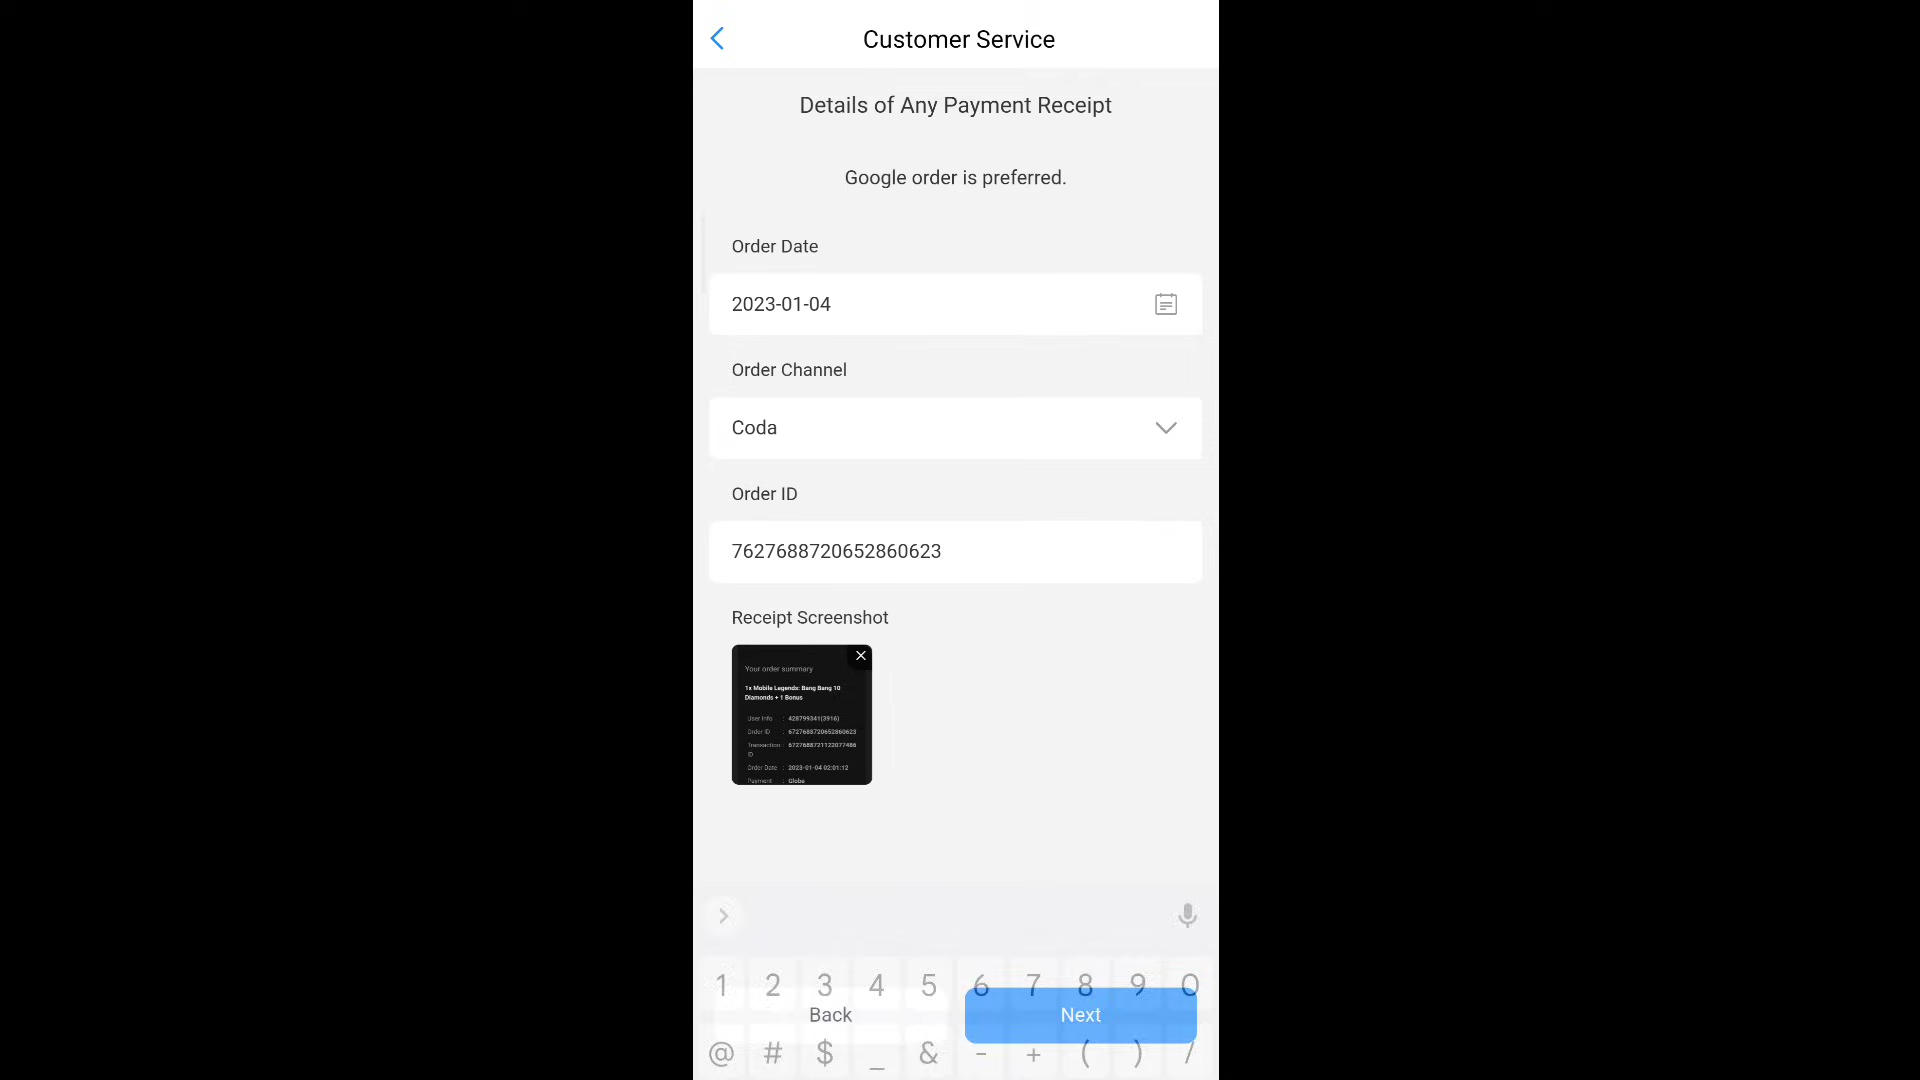 Customer Service
Details of Any Payment Receipt
Google order is preferred.
Order Date
2023-01-04
Order Channel
Coda
Order ID
7627688720652860623
Receipt Screenshot
Your order summary
1x Mobile Legends: Bang Bang 10
Diamonds + 1 Bonus
User Info : 428799341(3916)
Order ID : 6727688720652860623
Transaction : 6727688721122077486
ID
Order Date : 2023-01-04 02:01:12
Payment : Globe
1 2 3 4 5 6 7 8 9 0
Back Next
@ # $ _ & - + ( ) /